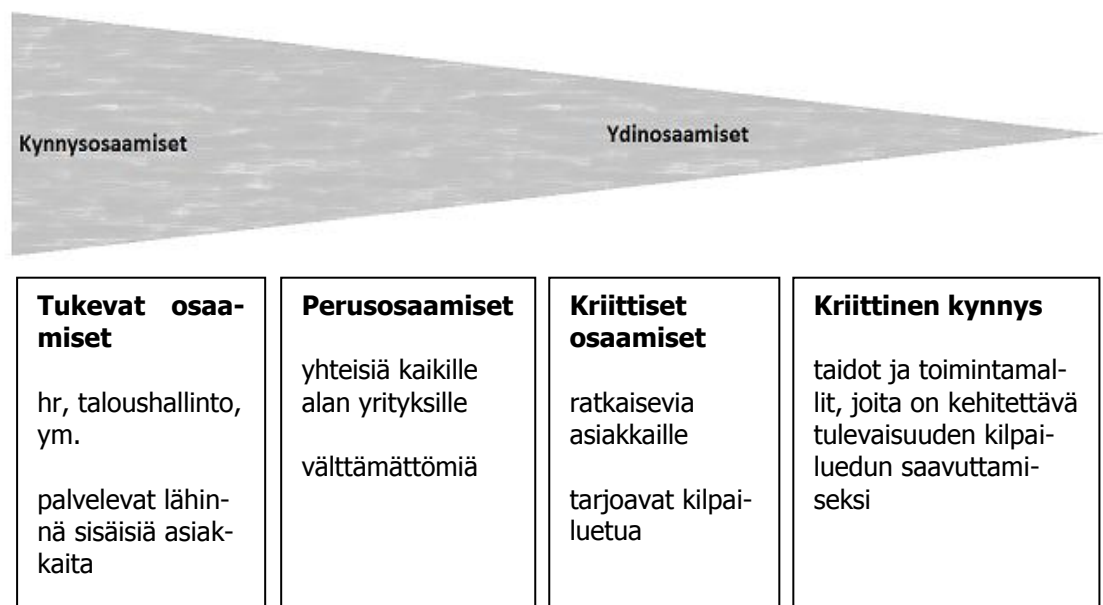 Kynnysosaamiset
Ydinosaamiset
Tukevat osaa-
miset
hr, taloushallinto,
ym.
palvelevat lähin-
nä sisäisiä asiak-
kaita
Perusosaamiset
yhteisiä kaikille
alan yrityksille
välttämättömiä
Kriittiset
osaamiset
ratkaisevia
asiakkaille
tarjoavat kilpai-
luetua
Kriittinen kynnys
taidot ja toimintamal-
lit, joita on kehitettävä
tulevaisuuden kilpai-
luedun saavuttami-
seksi